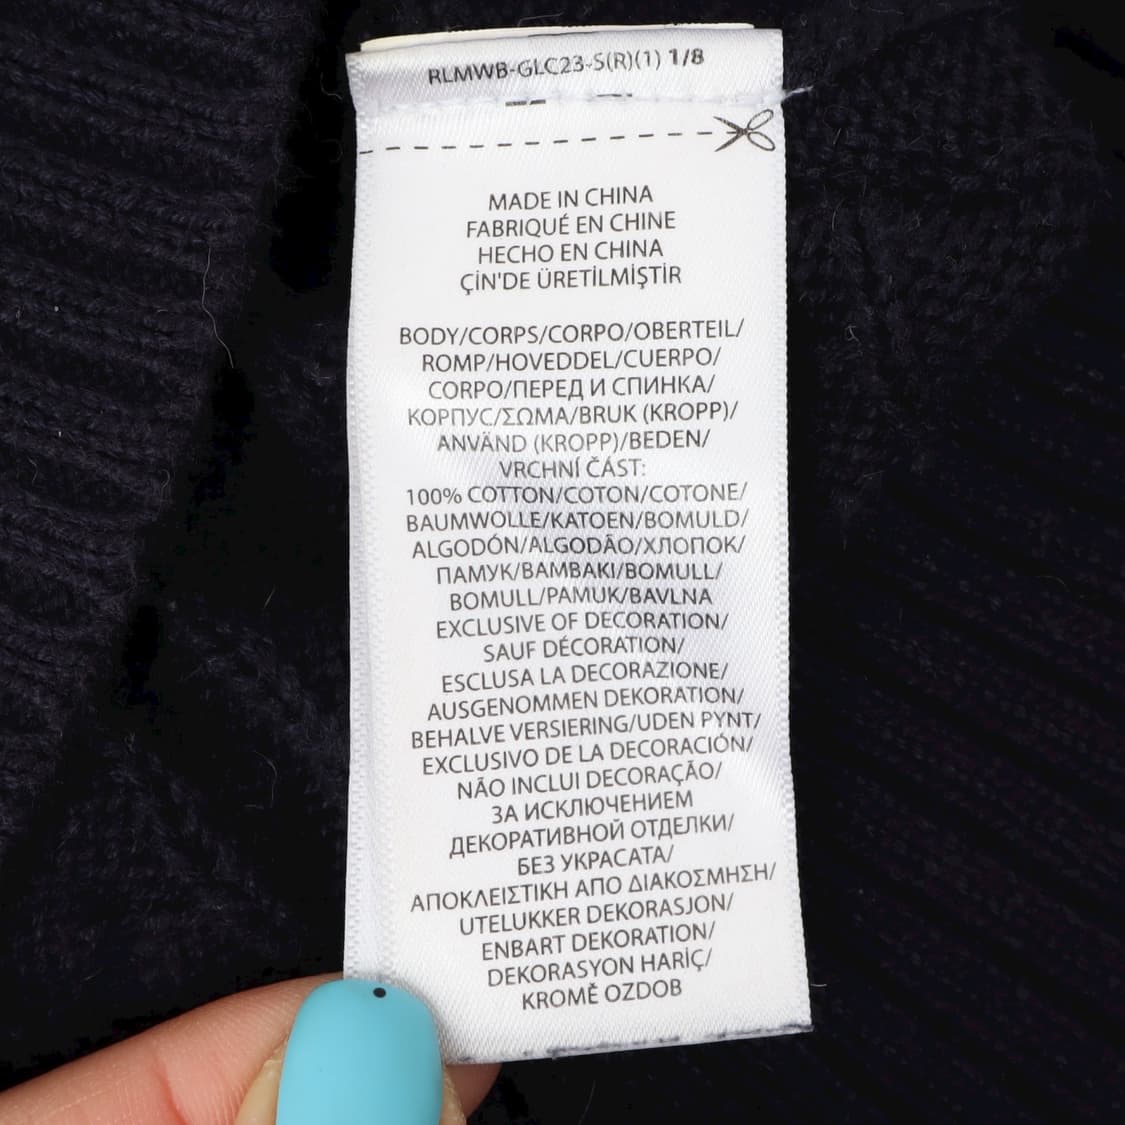 RLMWB-GLC23-S(R)(1) 1/8
MADE IN CHINA
FABRIQUÉ EN CHINE
HECHO EN CHINA
ÇİN'DE ÜRETİLMİŞTİR
BODY/CORPS/CORPO/OBERTEIL/
ROMP/HOVEDDEL/CUERPO/
CORPO/ПЕРЕД И СПИНКА/
КОРПУС/ΣΩΜΑ/BRUK (KROPP)/
ANVÄND (KROPP)/BEDEN/
VRCHNÍ ČÁST:
100% COTTON/COTON/COTONE/
BAUMWOLLE/KATOEN/BOMULD/
ALGODÓN/ALGODÃO/ХЛОПОК/
ПАМУК/ΒΑΜΒΑΚΙ/BOMULL/
BOMULL/PAMUK/BAVLNA
EXCLUSIVE OF DECORATION/
SAUF DÉCORATION/
ESCLUSA LA DECORAZIONE/
AUSGENOMMEN DEKORATION/
BEHALVE VERSIERING/UDEN PYNT/
EXCLUSIVO DE LA DECORACIÓN/
NÃO INCLUI DECORAÇÃO/
ЗА ИСКЛЮЧЕНИЕМ
ДЕКОРАТИВНОЙ ОТДЕЛКИ/
БЕЗ УКРАСАТА/
ΑΠΟΚΛΕΙΣΤΙΚΗ ΑΠΟ ΔΙΑΚΟΣΜΗΣΗ/
UTELUKKER DEKORASJON/
ENBART DEKORATION/
DEKORASYON HARİÇ/
KROMĚ OZDOB